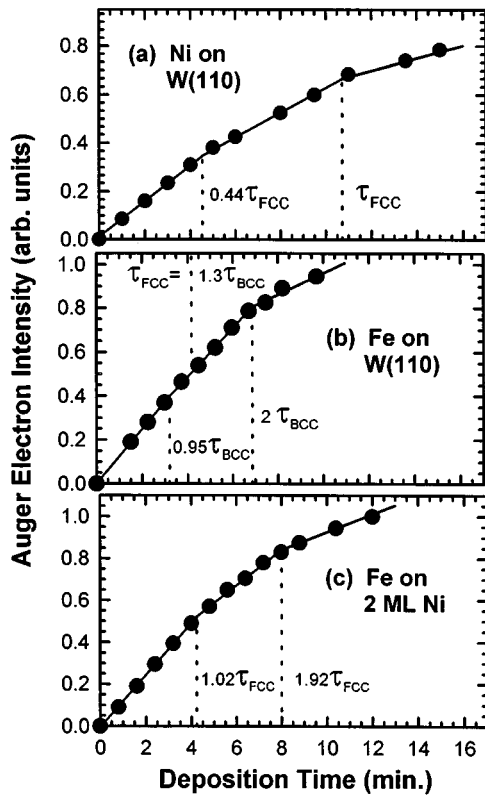 Auger Electron Intensity (arb. units)
0.8
0.6
0.4
0.2
0.0
(a) Ni on
W(110)
0.44τFCC
τFCC
1.0
0.8
0.6
0.4
0.2
0.0
τFCC=
1.3τBCC
(b) Fe on
W(110)
0.95τBCC
2 τBCC
1.0
0.8
0.6
0.4
0.2
0.0
(c) Fe on
2 ML Ni
1.02τFCC
1.92τFCC
0 2 4 6 8 10 12 14 16
Deposition Time (min.)